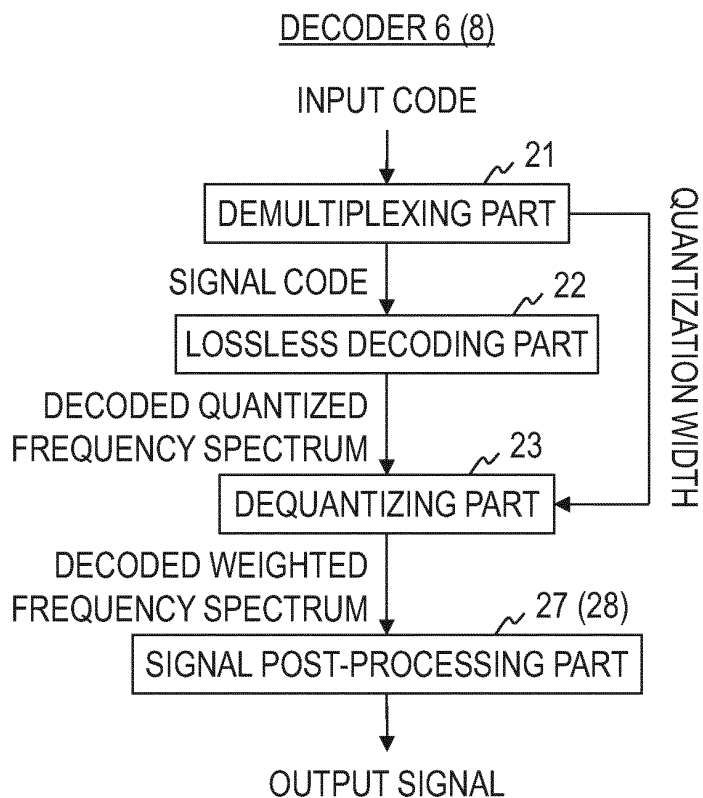 DECODER 6 (8)
INPUT CODE
21
DEMULTIPLEXING PART
QUANTIZATION WIDTH
SIGNAL CODE
22
LOSSLESS DECODING PART
DECODED QUANTIZED
FREQUENCY SPECTRUM
23
DEQUANTIZING PART
DECODED WEIGHTED
FREQUENCY SPECTRUM
27 (28)
SIGNAL POST-PROCESSING PART
OUTPUT SIGNAL